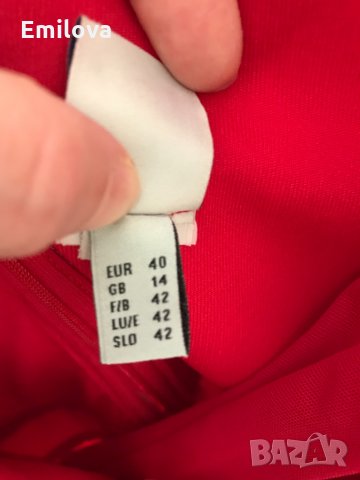 Emilova
EUR 40
GB 14
F/B 42
LU/E 42
SLO 42
BAZAR